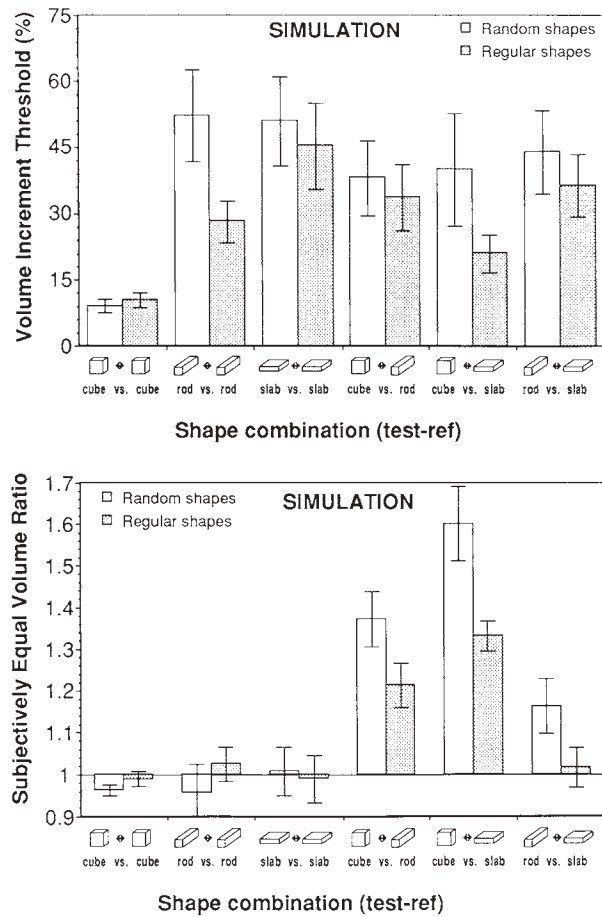 75
60
45
30
15
0
Volume Increment Threshold (%)
SIMULATION
Random shapes
Regular shapes
cube vs. cube
rod vs. rod
slab vs. slab
cube vs. rod
cube vs. slab
rod vs. slab
Shape combination (test-ref)
1.7
1.6
1.5
1.4
1.3
1.2
1.1
1
0.9
Subjectively Equal Volume Ratio
Random shapes
Regular shapes
SIMULATION
cube vs. cube
rod vs. rod
slab vs. slab
cube vs. rod
cube vs. slab
rod vs. slab
Shape combination (test-ref)